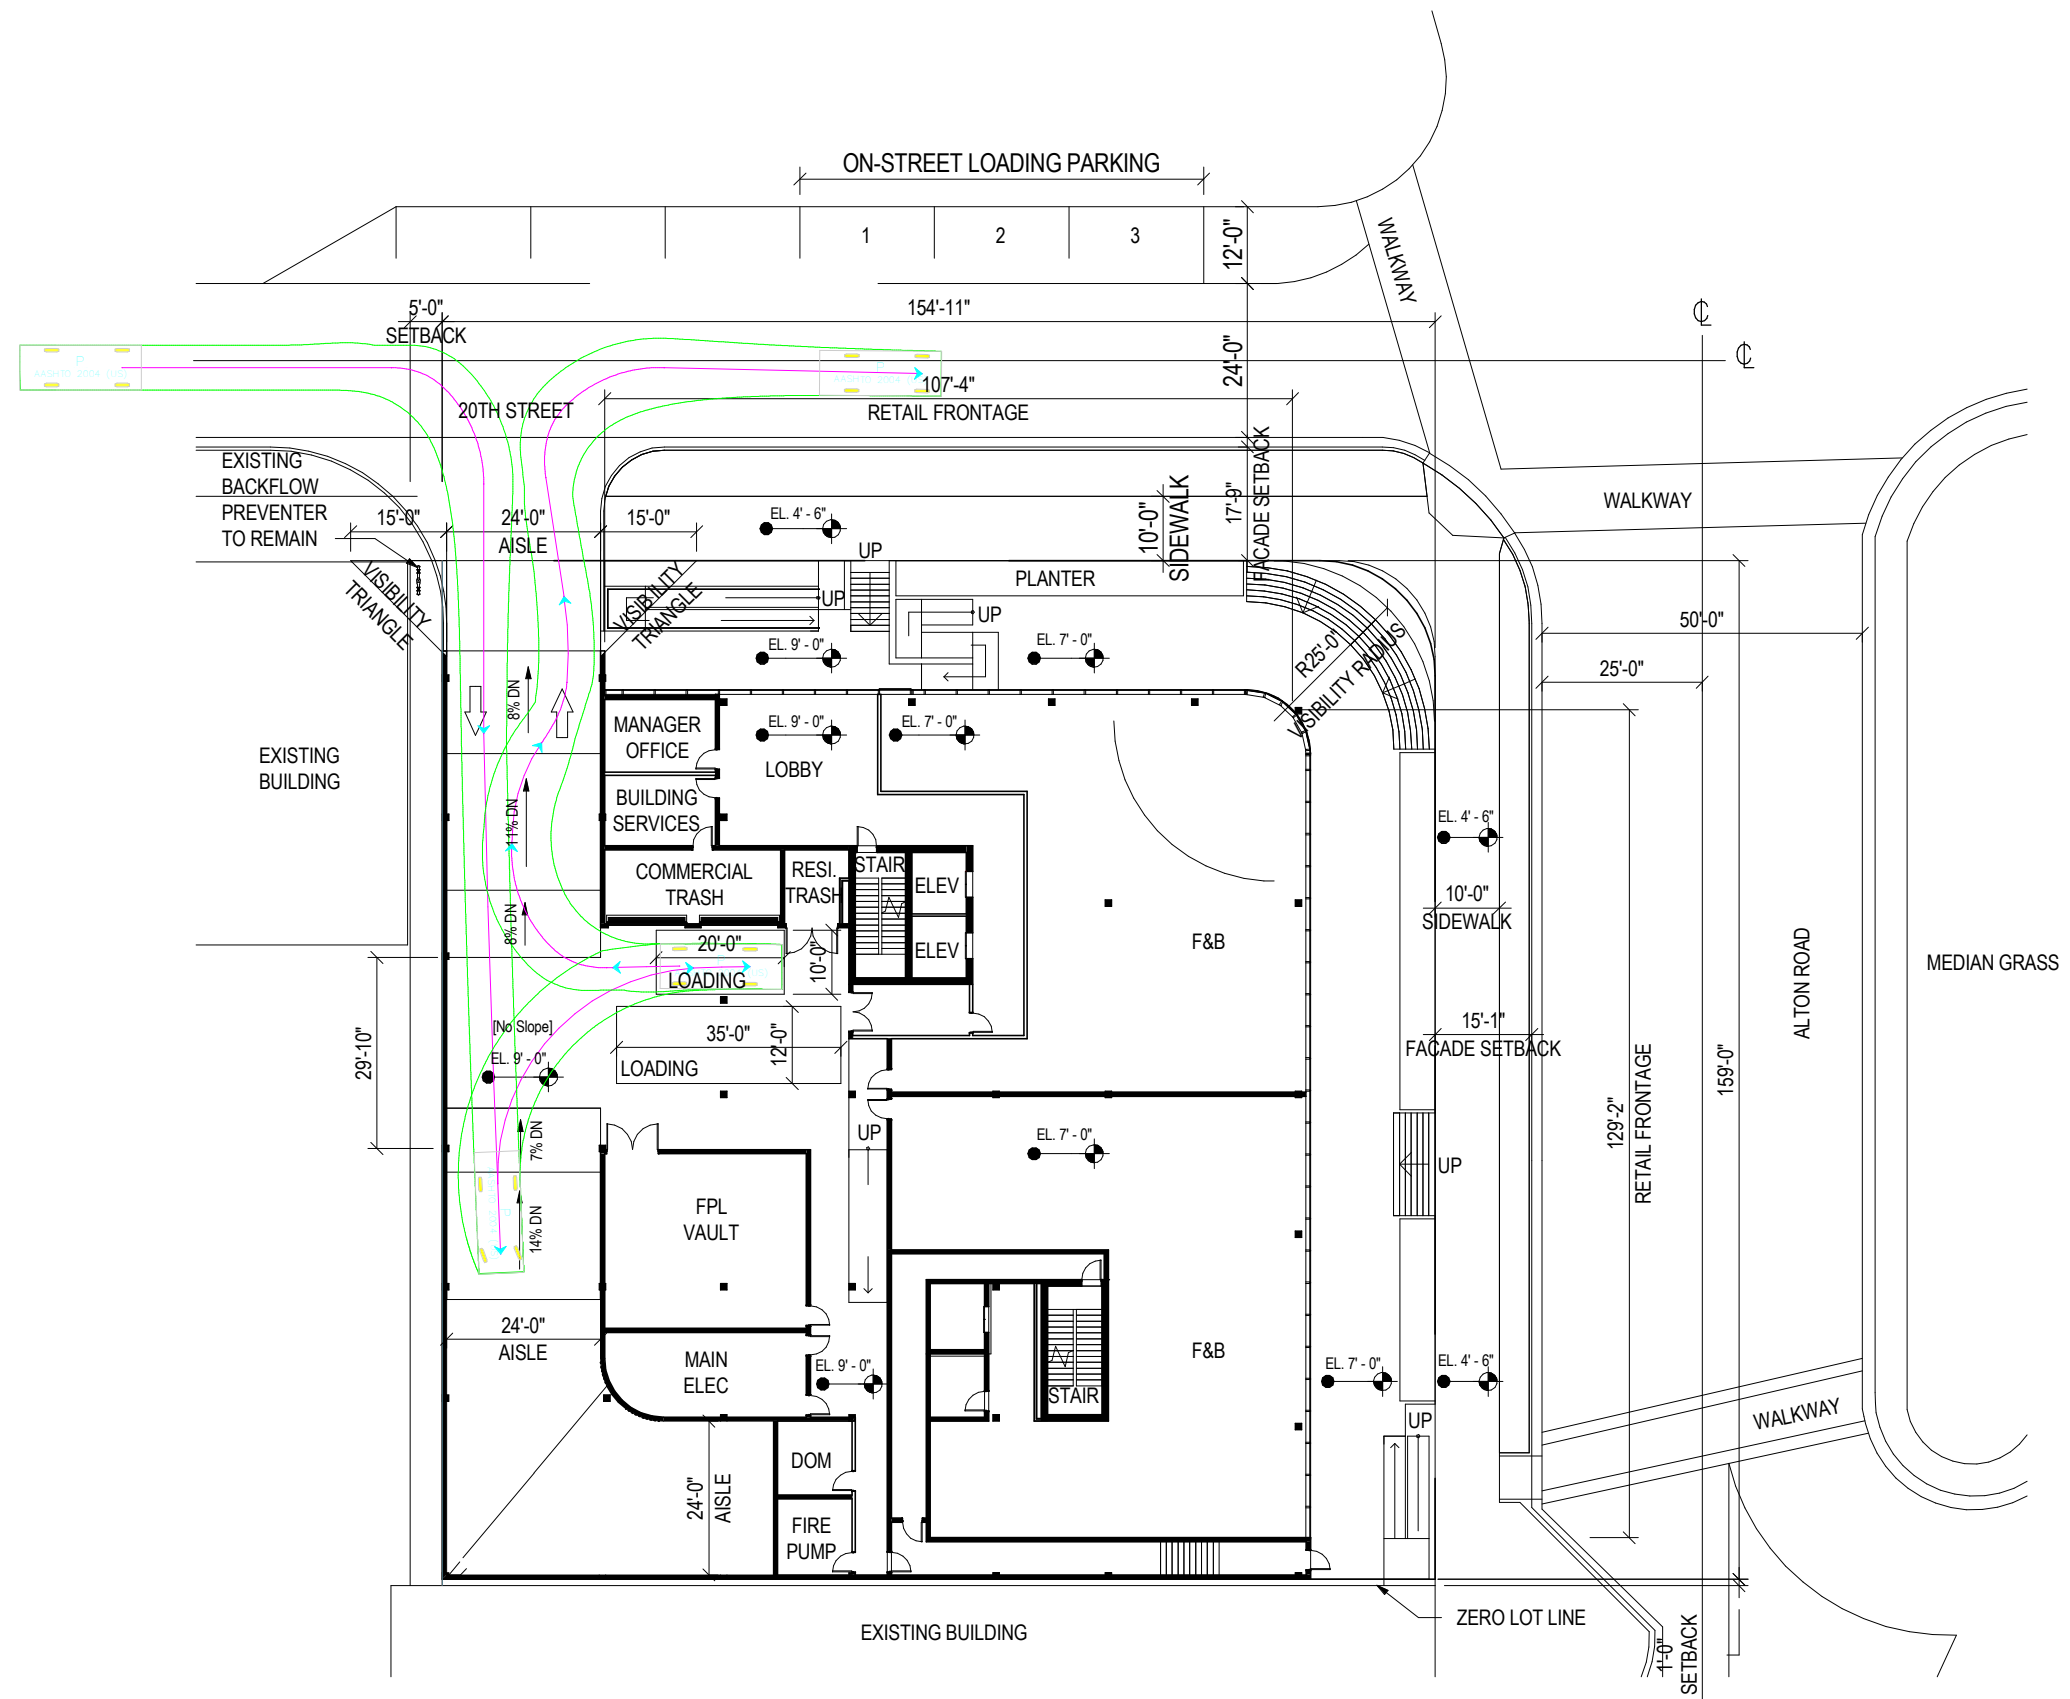 ON-STREET LOADING PARKING
1
2
3
12'-0"
WALKWAY
5'-0"
SETBACK
154'-11"
℄
℄
24'-0"
AASHTO 2004 (US)
P
107'-4"
RETAIL FRONTAGE
20TH STREET
EXISTING
BACKFLOW
PREVENTER
TO REMAIN
15'-0"
24'-0"
AISLE
15'-0"
EL. 4' - 6"
10'-0"
SIDEWALK
17'-9"
FACADE SETBACK
WALKWAY
VISIBILITY
TRIANGLE
VISIBILITY
TRIANGLE
UP
UP
PLANTER
UP
EL. 9' - 0"
EL. 7' - 0"
R25'-0"
VISIBILITY RADIUS
50'-0"
25'-0"
8% DN
MANAGER
OFFICE
EL. 9' - 0"
LOBBY
EL. 7' - 0"
EXISTING
BUILDING
BUILDING
SERVICES
11% DN
EL. 4' - 6"
COMMERCIAL
TRASH
RESI.
TRASH
STAIR
ELEV
ELEV
10'-0"
SIDEWALK
8% DN
20'-0"
LOADING
10'-0"
F&B
ALTON ROAD
MEDIAN GRASS
29'-10"
[No Slope]
EL. 9' - 0"
35'-0"
LOADING
12'-0"
15'-1"
FACADE SETBACK
129'-2"
RETAIL FRONTAGE
159'-0"
7% DN
14% DN
UP
EL. 7' - 0"
UP
FPL
VAULT
24'-0"
AISLE
MAIN
ELEC
EL. 9' - 0"
F&B
STAIR
EL. 7' - 0"
EL. 4' - 6"
UP
WALKWAY
24'-0"
AISLE
DOM
FIRE
PUMP
ZERO LOT LINE
EXISTING BUILDING
1'-0"
SETBACK